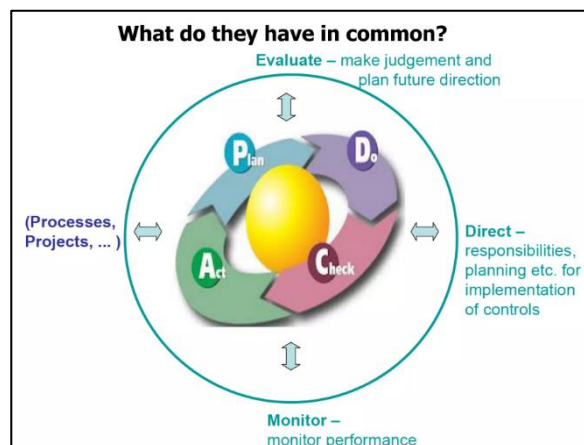 What do they have in common?
Evaluate – make judgement and
plan future direction
Plan
Do
(Processes,
Projects, ... )
Direct –
responsibilities,
planning etc. for
implementation
of controls
Act
Check
Monitor –
monitor performance